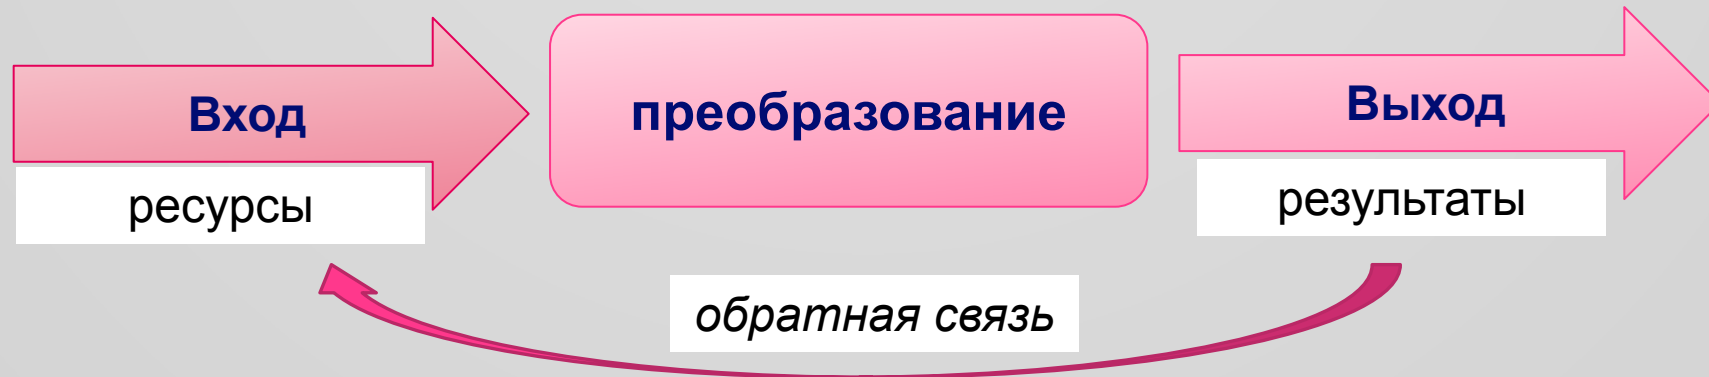 Вход
ресурсы
преобразование
Выход
результаты
обратная связь